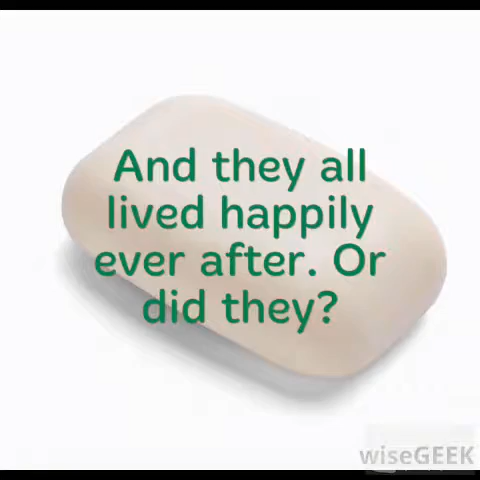 And they all
lived happily
ever after. Or
did they?
wiseGEEK